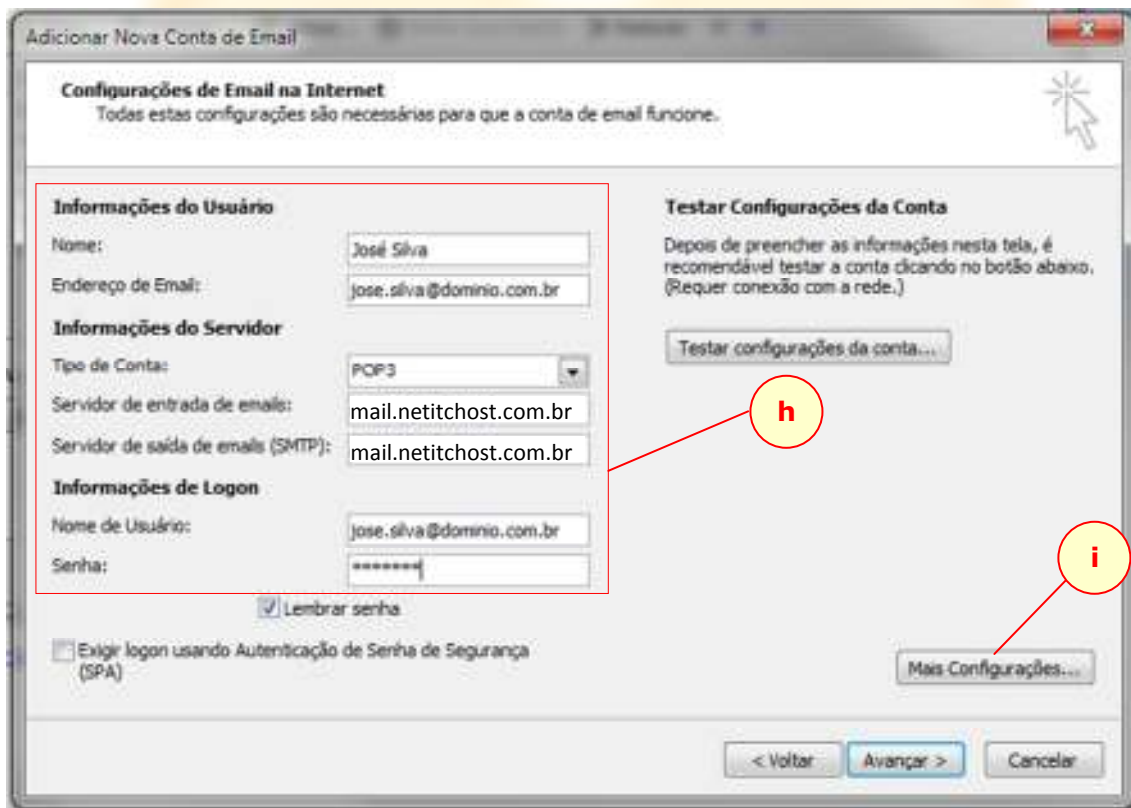 Adicionar Nova Conta de Email
Configurações de Email na Internet
Todas estas configurações são necessárias para que a conta de email funcione.
Informações do Usuário
Nome:
José Silva
Endereço de Email:
jose.silva@dominio.com.br
Informações do Servidor
Tipo de Conta:
POP3
Servidor de entrada de emails:
mail.netitchost.com.br
Servidor de saída de emails (SMTP):
mail.netitchost.com.br
Informações de Logon
Nome de Usuário:
jose.silva@dominio.com.br
Senha:
*******
Lembrar senha
Exigir logon usando Autenticação de Senha de Segurança
(SPA)
Testar Configurações da Conta
Depois de preencher as informações nesta tela, é
recomendável testar a conta clicando no botão abaixo.
(Requer conexão com a rede.)
Testar configurações da conta...
h
i
Mais Configurações...
< Voltar
Avançar >
Cancelar